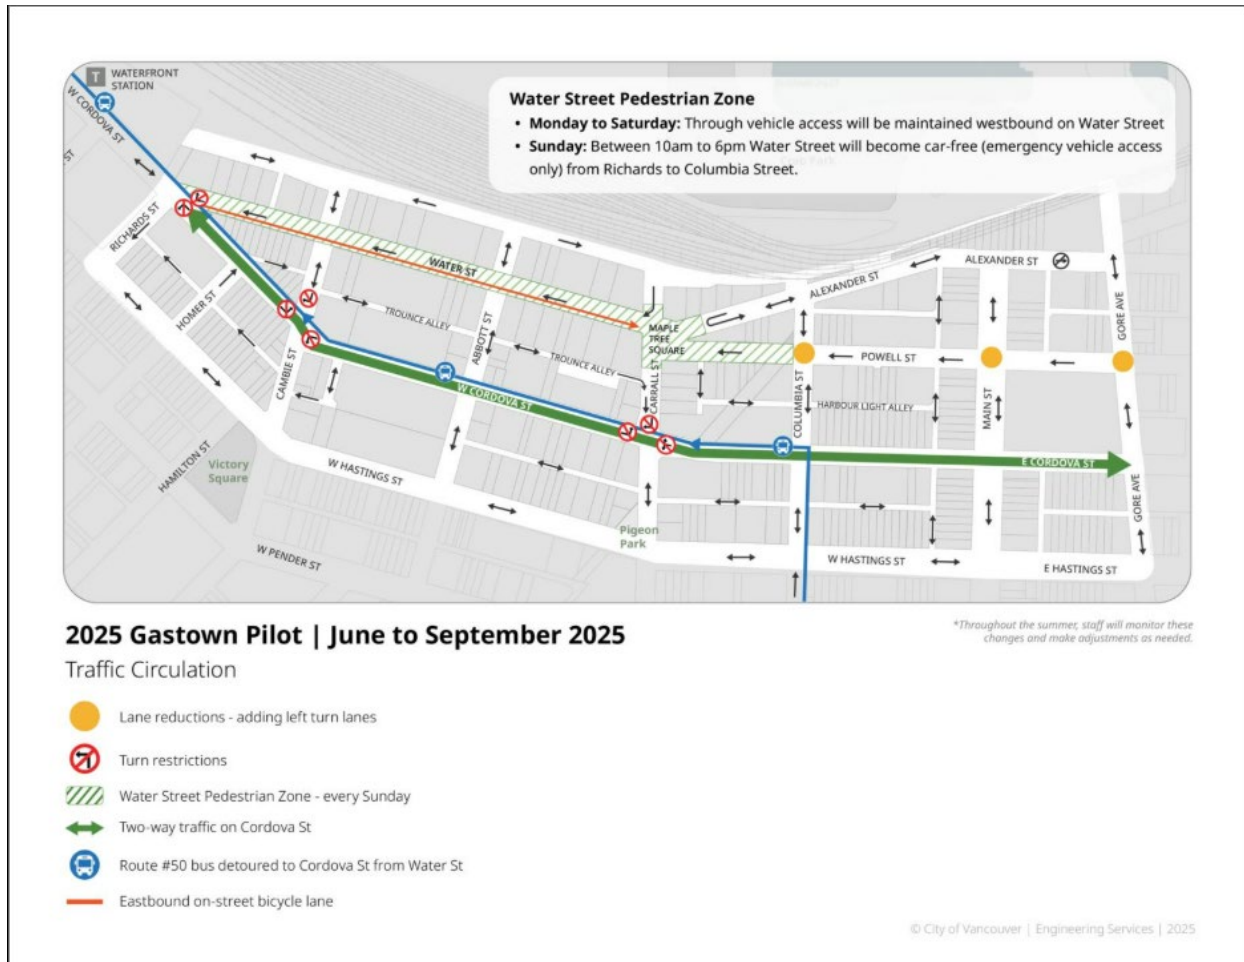 T
WATERFRONT
STATION
W CORDOVA ST
ST
Water Street Pedestrian Zone
• Monday to Saturday: Through vehicle access will be maintained westbound on Water Street
• Sunday: Between 10am to 6pm Water Street will become car-free (emergency vehicle access
only) from Richards to Columbia Street.
RICHARDS ST
HOMER ST
WATER ST
TROUNCE ALLEY
ABBOTT ST
TROUNCE ALLEY
MAPLE
TREE
SQUARE
CARRALL ST
ALEXANDER ST
ALEXANDER ST
GORE AVE
POWELL ST
COLUMBIA ST
MAIN ST
HARBOUR LIGHT ALLEY
CAMBIE ST
W CORDOVA ST
E CORDOVA ST
GORE AVE
HAMILTON ST
Victory
Square
W HASTINGS ST
W PENDER ST
Pigeon
Park
W HASTINGS ST
E HASTINGS ST
2025 Gastown Pilot | June to September 2025
*Throughout the summer, staff will monitor these
changes and make adjustments as needed.
Traffic Circulation
Lane reductions - adding left turn lanes
Turn restrictions
Water Street Pedestrian Zone - every Sunday
Two-way traffic on Cordova St
Route #50 bus detoured to Cordova St from Water St
Eastbound on-street bicycle lane
© City of Vancouver | Engineering Services | 2025